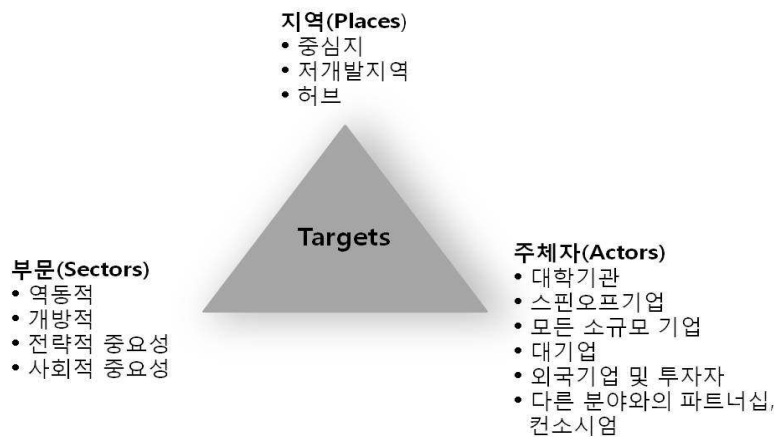 지역(Places)
• 중심지
• 저개발지역
• 허브
Targets
부문(Sectors)
• 역동적
• 개방적
• 전략적 중요성
• 사회적 중요성
주체자(Actors)
• 대학기관
• 스핀오프기업
• 모든 소규모 기업
• 대기업
• 외국기업 및 투자자
• 다른 분야와의 파트너십,
컨소시엄